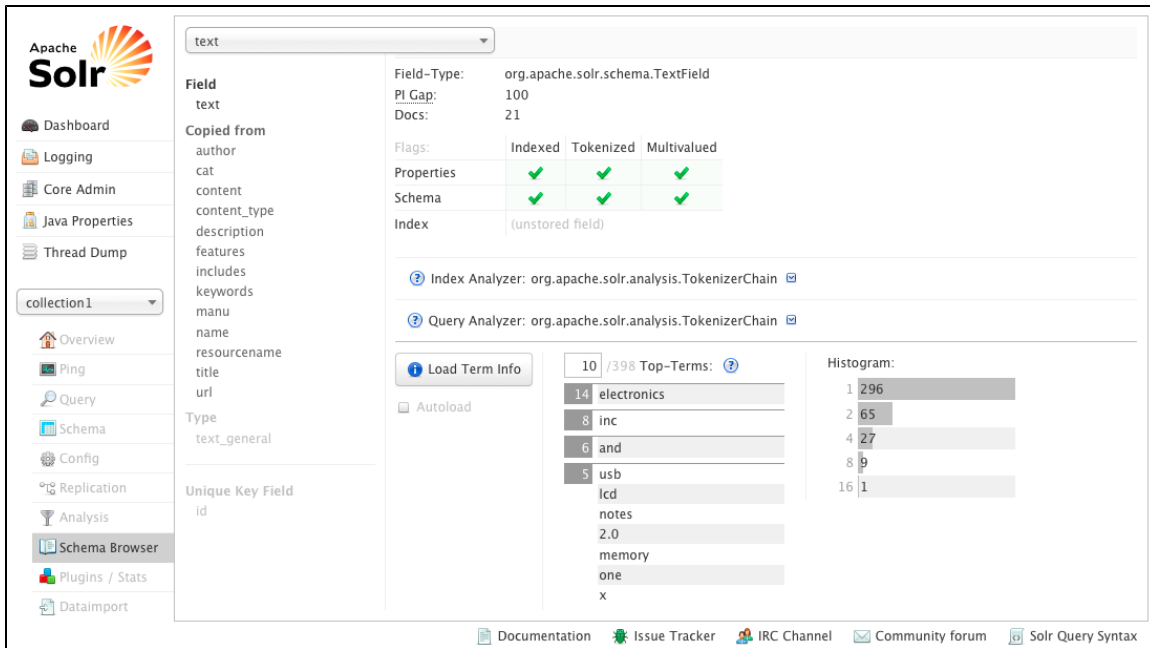 Apache
Solr
Dashboard
Logging
Core Admin
Java Properties
Thread Dump
collection1
Overview
Ping
Query
Schema
Config
Replication
Analysis
Schema Browser
Plugins / Stats
Dataimport
text
Field
text
Copied from
author
cat
content
content_type
description
features
includes
keywords
manu
name
resourcename
title
url
Type
text_general
Unique Key Field
id
Field-Type: org.apache.solr.schema.TextField
PI Gap: 100
Docs: 21
Flags: Indexed Tokenized Multivalued
Properties
Schema
Index (unstored field)
Index Analyzer: org.apache.solr.analysis.TokenizerChain
Query Analyzer: org.apache.solr.analysis.TokenizerChain
Load Term Info
Autoload
10 /398 Top-Terms:
14 electronics
8 inc
6 and
5 usb
lcd
notes
2.0
memory
one
x
Histogram:
1 296
2 65
4 27
8 9
16 1
Documentation Issue Tracker IRC Channel Community forum Solr Query Syntax